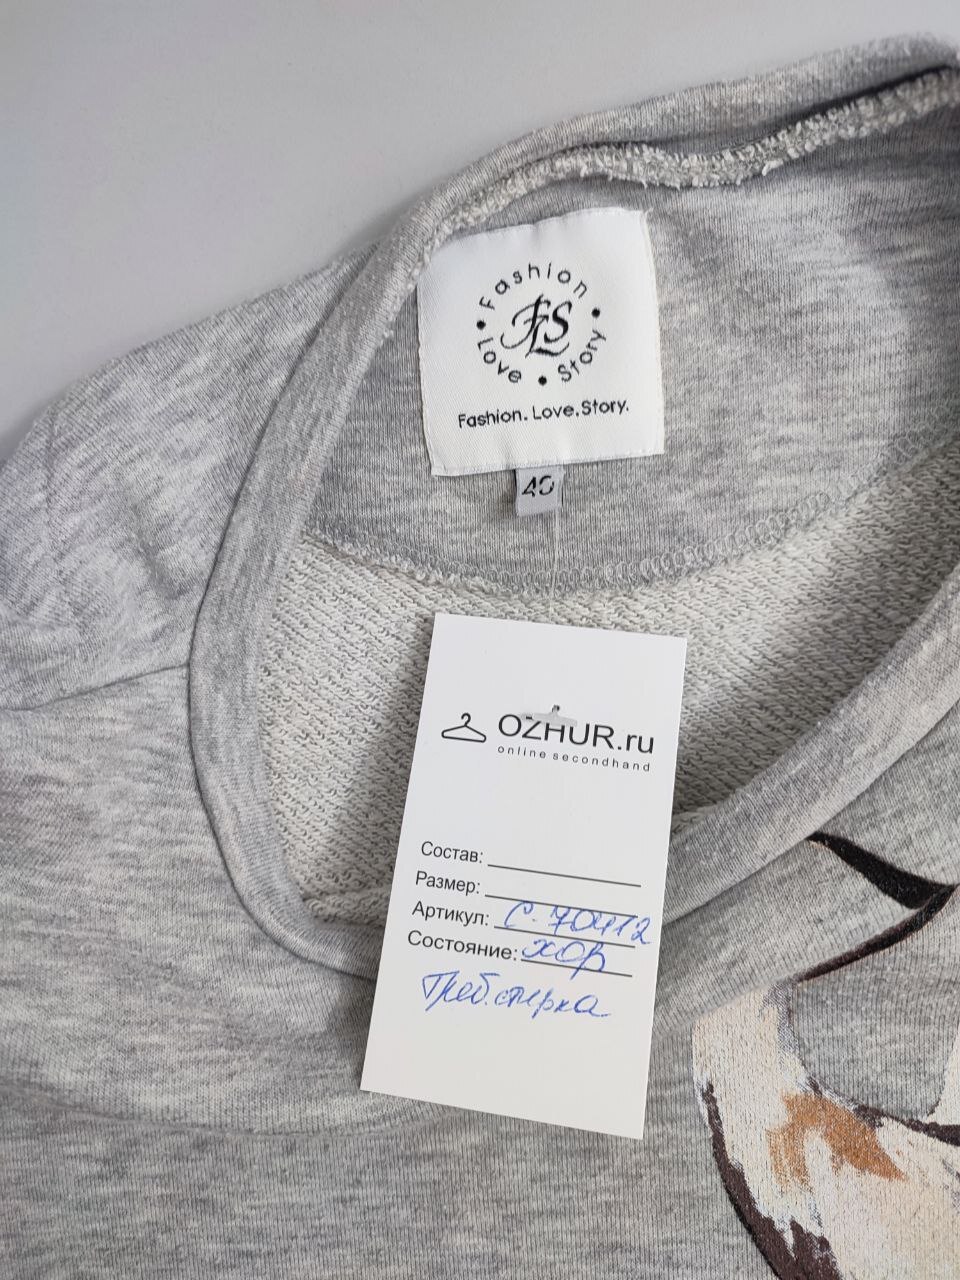 Fashion
Love
Story
FLS
Fashion. Love. Story.
40
OZHUR.ru
online secondhand
Состав:
Размер:
Артикул: С-70412
Состояние: хор
Треб. стирка